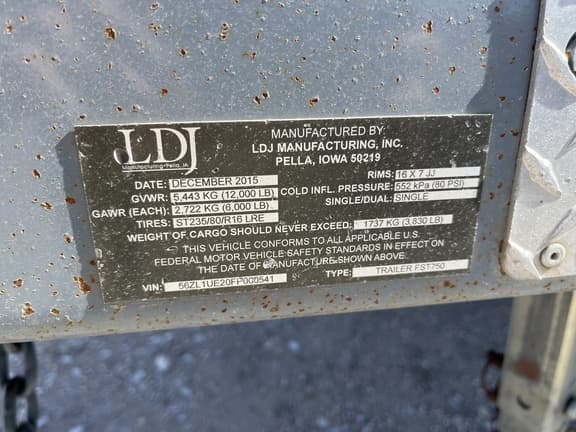 LDJ
Manufacturing • Pella, IA.
MANUFACTURED BY:
LDJ MANUFACTURING, INC.
PELLA, IOWA 50219
DATE: DECEMBER 2015
RIMS: 16 X 7 JJ
GVWR: 5,443 KG (12,000 LB)
COLD INFL. PRESSURE: 552 kPa (80 PSI)
GAWR (EACH): 2,722 KG (6,000 LB)
SINGLE/DUAL: SINGLE
TIRES: ST235/80/R16 LRE
WEIGHT OF CARGO SHOULD NEVER EXCEED: 1737 KG (3,830 LB)
THIS VEHICLE CONFORMS TO ALL APPLICABLE U.S.
FEDERAL MOTOR VEHICLE SAFETY STANDARDS IN EFFECT ON
THE DATE OF MANUFACTURE SHOWN ABOVE.
VIN: 56ZL1UE20FP000541
TYPE: TRAILER FST750